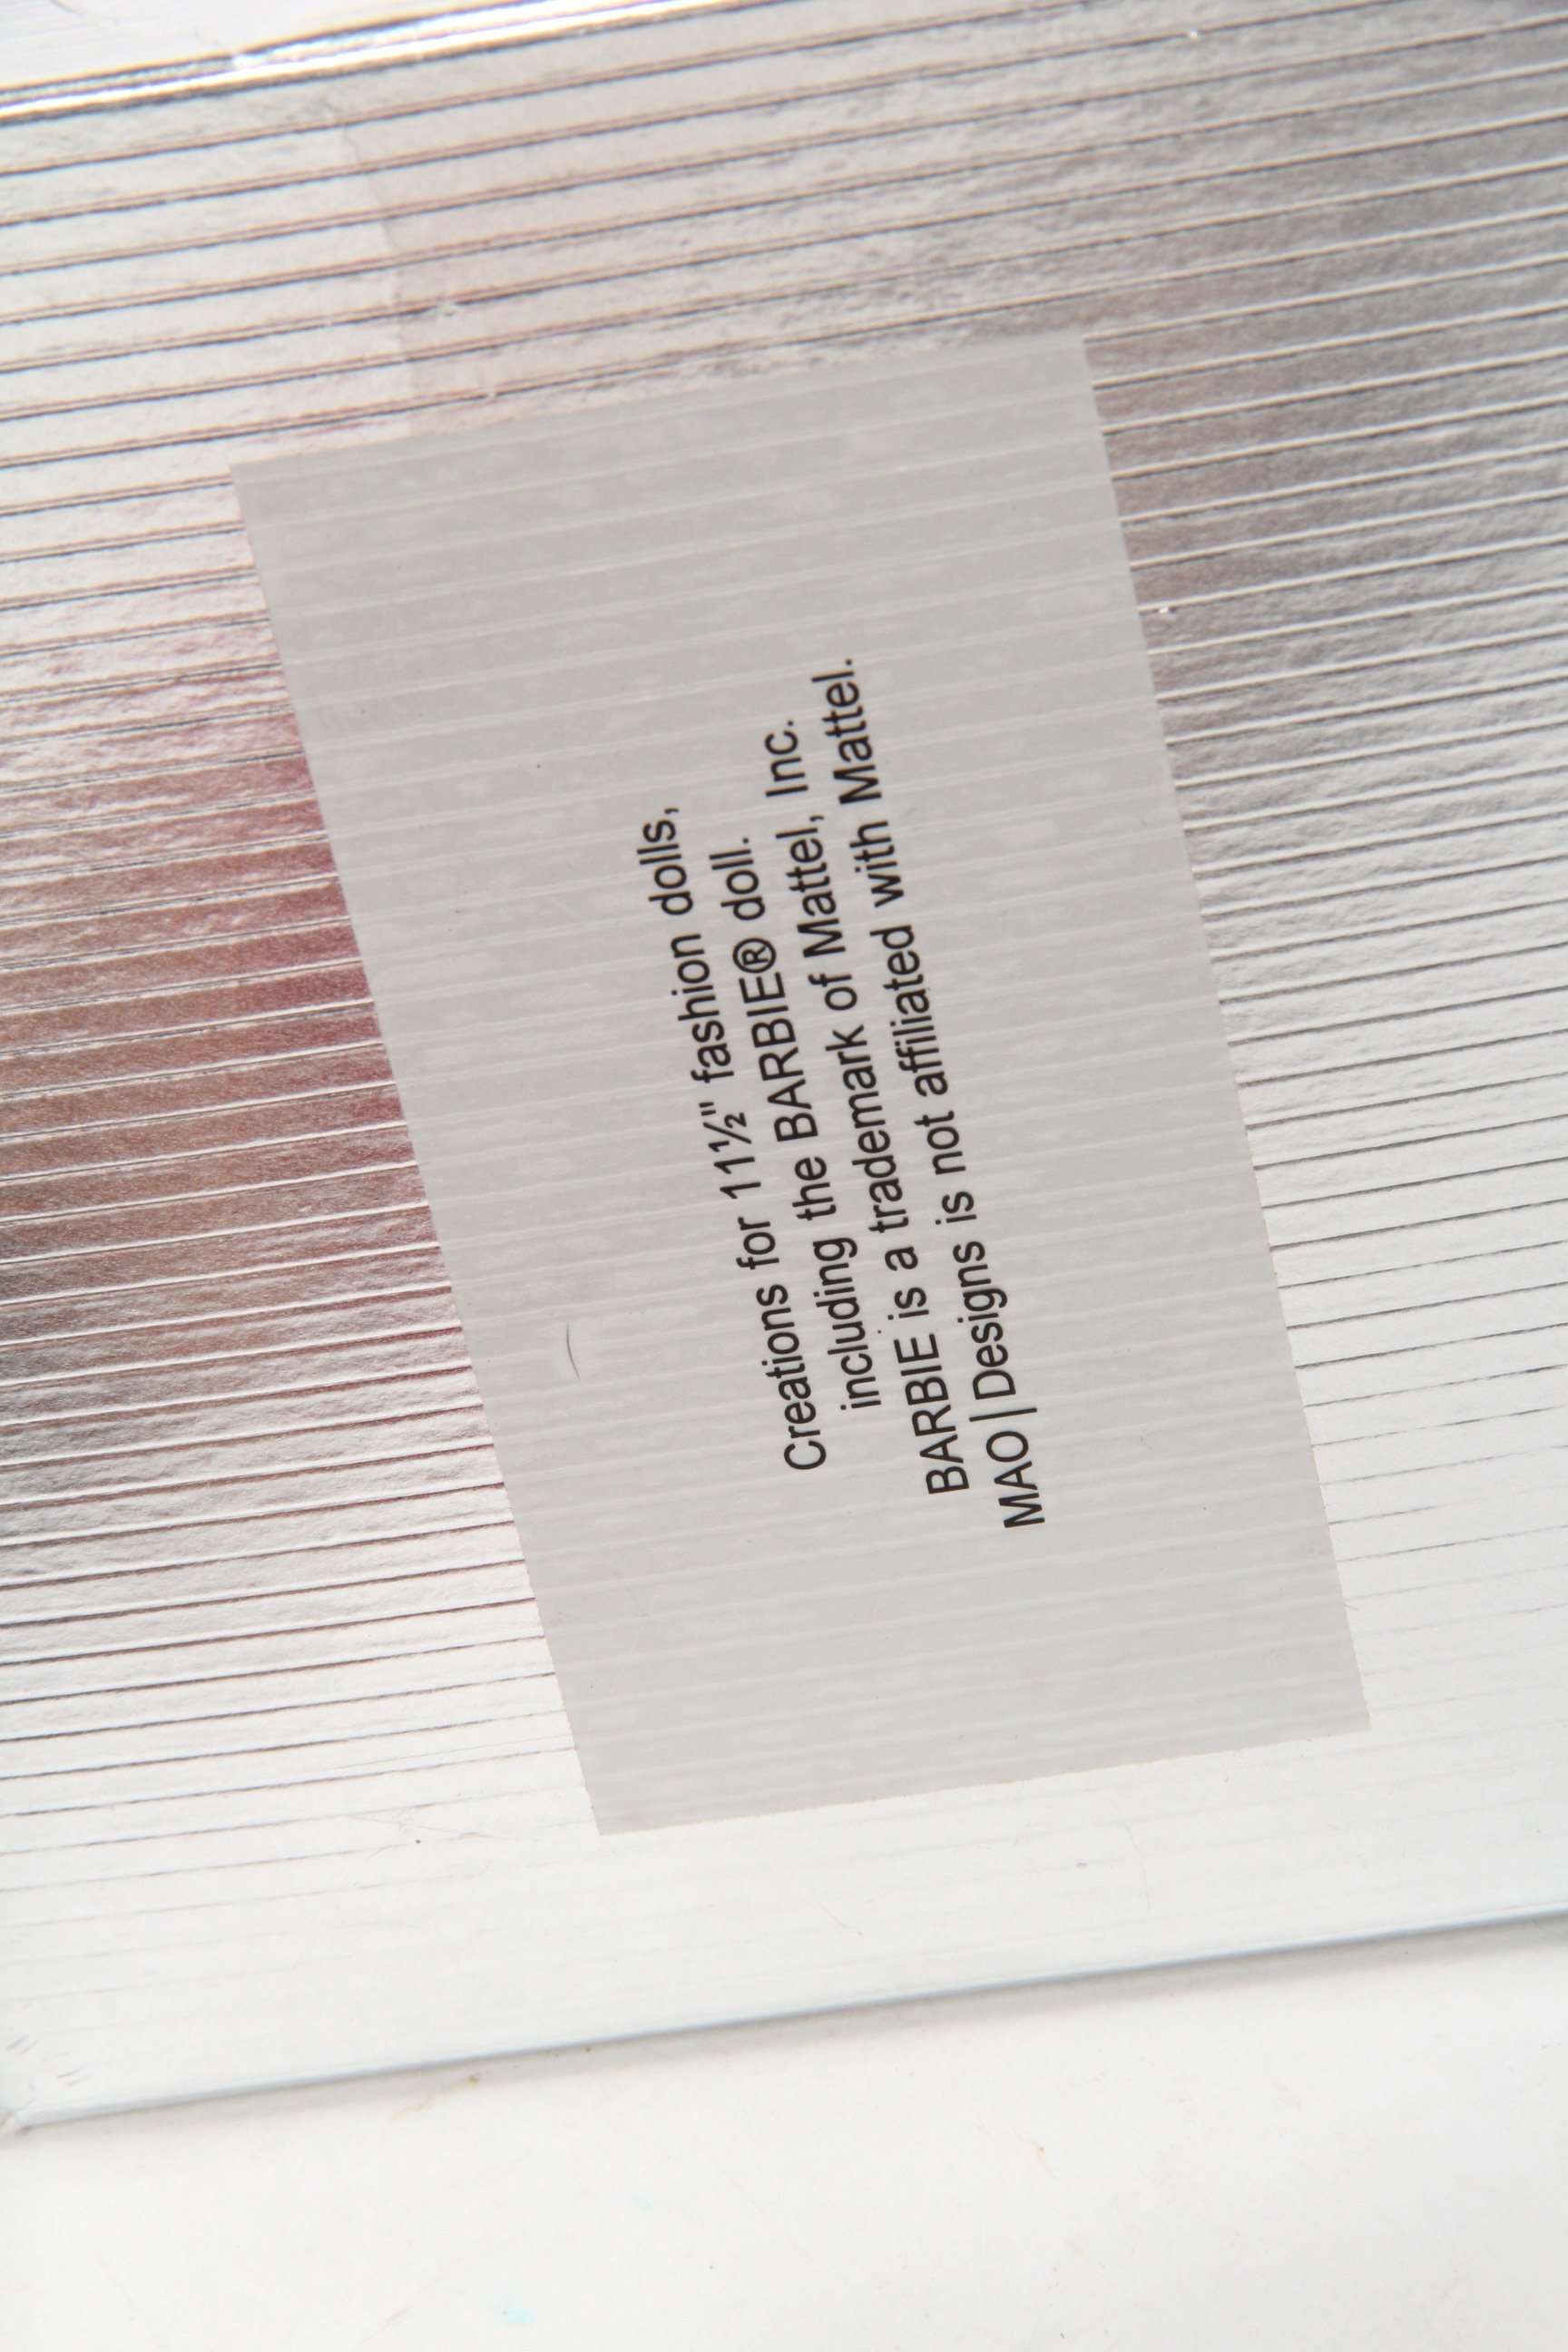 Creations for 11½" fashion dolls,
including the BARBIE® doll.
BARBIE is a trademark of Mattel, Inc.
MAO|Designs is not affiliated with Mattel.